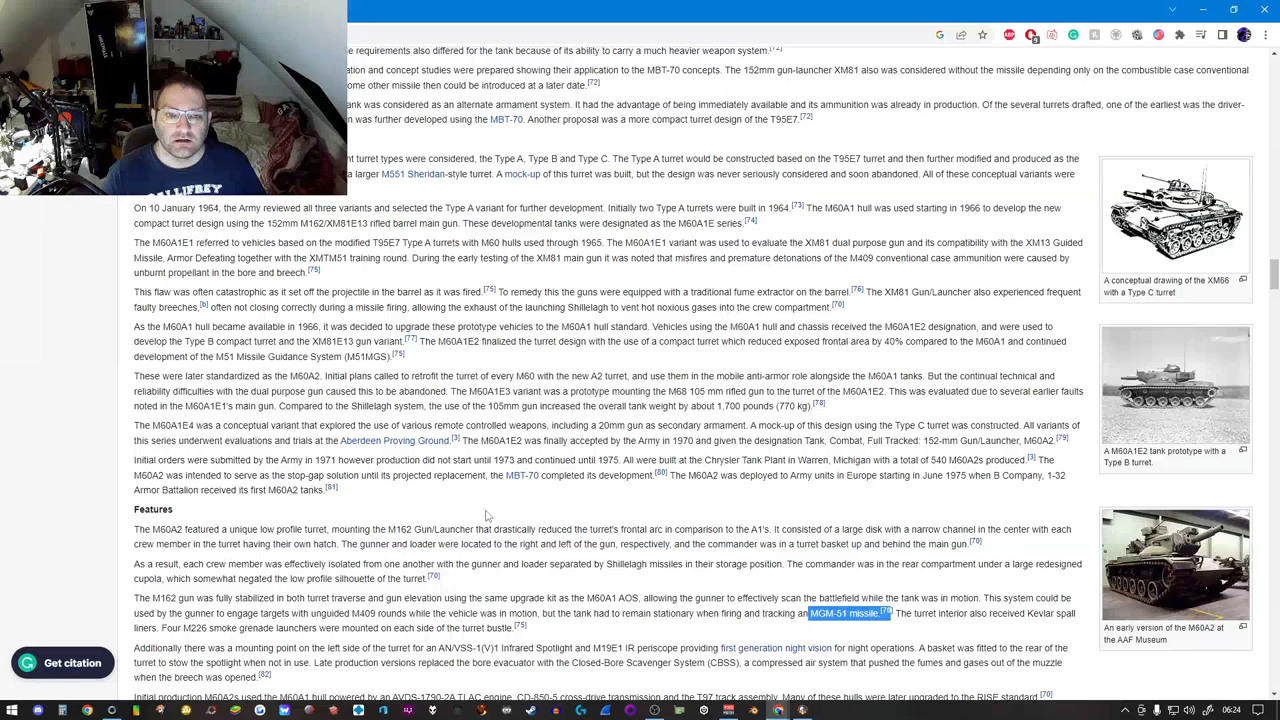 e requirements also differed for the tank because of its ability to carry a much heavier weapon system.[72]
ation and concept studies were prepared showing their application to the MBT-70 concepts. The 152mm gun-launcher XM81 also was considered without the missile depending only on the combustible case conventional
ome other missile then could be introduced at a later date.[72]
ank was considered as an alternate armament system. It had the advantage of being immediately available and its ammunition was already in production. Of the several turrets drafted, one of the earliest was the driver-
n was further developed using the MBT-70. Another proposal was a more compact turret design of the T95E7.[72]
nt turret types were considered, the Type A, Type B and Type C. The Type A turret would be constructed based on the T95E7 turret and then further modified and produced as the
a larger M551 Sheridan-style turret. A mock-up of this turret was built, but the design was never seriously considered and soon abandoned. All of these conceptual variants were
On 10 January 1964, the Army reviewed all three variants and selected the Type A variant for further development. Initially two Type A turrets were built in 1964.[73] The M60A1 hull was used starting in 1966 to develop the new
compact turret design using the 152mm M162/XM81E13 rifled barrel main gun. These developmental tanks were designated as the M60A1E series.[74]
The M60A1E1 referred to vehicles based on the modified T95E7 Type A turrets with M60 hulls used through 1965. The M60A1E1 variant was used to evaluate the XM81 dual purpose gun and its compatibility with the XM13 Guided
Missile, Armor Defeating together with the XMTM51 training round. During the early testing of the XM81 main gun it was noted that misfires and premature detonations of the M409 conventional case ammunition were caused by
unburnt propellant in the bore and breech.[75]
This flaw was often catastrophic as it set off the projectile in the barrel as it was fired.[75] To remedy this the guns were equipped with a traditional fume extractor on the barrel.[76] The XM81 Gun/Launcher also experienced frequent
faulty breeches,[b] often not closing correctly during a missile firing, allowing the exhaust of the launching Shillelagh to vent hot noxious gases into the crew compartment.[70]
As the M60A1 hull became available in 1966, it was decided to upgrade these prototype vehicles to the M60A1 hull standard. Vehicles using the M60A1 hull and chassis received the M60A1E2 designation, and were used to
develop the Type B compact turret and the XM81E13 gun variant.[77] The M60A1E2 finalized the turret design with the use of a compact turret which reduced exposed frontal area by 40% compared to the M60A1 and continued
development of the M51 Missile Guidance System (M51MGS).[75]
These were later standardized as the M60A2. Initial plans called to retrofit the turret of every M60 with the new A2 turret, and use them in the mobile anti-armor role alongside the M60A1 tanks. But the continual technical and
reliability difficulties with the dual purpose gun caused this to be abandoned. The M60A1E3 variant was a prototype mounting the M68 105 mm rifled gun to the turret of the M60A1E2. This was evaluated due to several earlier faults
noted in the M60A1E1's main gun. Compared to the Shillelagh system, the use of the 105mm gun increased the overall tank weight by about 1,700 pounds (770 kg).[78]
The M60A1E4 was a conceptual variant that explored the use of various remote controlled weapons, including a 20mm gun as secondary armament. A mock-up of this design using the Type C turret was constructed. All variants of
this series underwent evaluations and trials at the Aberdeen Proving Ground.[3] The M60A1E2 was finally accepted by the Army in 1970 and given the designation Tank, Combat, Full Tracked: 152-mm Gun/Launcher, M60A2.[79]
Initial orders were submitted by the Army in 1971 however production did not start until 1973 and continued until 1975. All were built at the Chrysler Tank Plant in Warren, Michigan with a total of 540 M60A2s produced.[3] The
M60A2 was intended to serve as the stop-gap solution until its projected replacement, the MBT-70 completed its development.[80] The M60A2 was deployed to Army units in Europe starting in June 1975 when B Company, 1-32
Armor Battalion received its first M60A2 tanks.[81]
Features
The M60A2 featured a unique low profile turret, mounting the M162 Gun/Launcher that drastically reduced the turret's frontal arc in comparison to the A1's. It consisted of a large disk with a narrow channel in the center with each
crew member in the turret having their own hatch. The gunner and loader were located to the right and left of the gun, respectively, and the commander was in a turret basket up and behind the main gun.[70]
As a result, each crew member was effectively isolated from one another with the gunner and loader separated by Shillelagh missiles in their storage position. The commander was in the rear compartment under a large redesigned
cupola, which somewhat negated the low profile silhouette of the turret.[70]
The M162 gun was fully stabilized in both turret traverse and gun elevation using the same upgrade kit as the M60A1 AOS, allowing the gunner to effectively scan the battlefield while the tank was in motion. This system could be
used by the gunner to engage targets with unguided M409 rounds while the vehicle was in motion, but the tank had to remain stationary when firing and tracking an MGM-51 missile.[70] The turret interior also received Kevlar spall
liners. Four M226 smoke grenade launchers were mounted on each side of the turret bustle.[75]
Additionally there was a mounting point on the left side of the turret for an AN/VSS-1(V)1 Infrared Spotlight and M19E1 IR periscope providing first generation night vision for night operations. A basket was fitted to the rear of the
turret to stow the spotlight when not in use. Late production versions replaced the bore evacuator with the Closed-Bore Scavenger System (CBSS), a compressed air system that pushed the fumes and gases out of the muzzle
when the breech was opened.[82]
Initial production M60A2s used the M60A1 hull powered by an AVDS-1790-2A TLAC engine, CD-850-5 cross-drive transmission and the T97 track assembly. Many of these hulls were later upgraded to the RISE standard.[70]
A conceptual drawing of the XM66
with a Type C turret
A M60A1E2 tank prototype with a
Type B turret.
An early version of the M60A2 at
the AAF Museum
Get citation
ALLIFREY
06:24